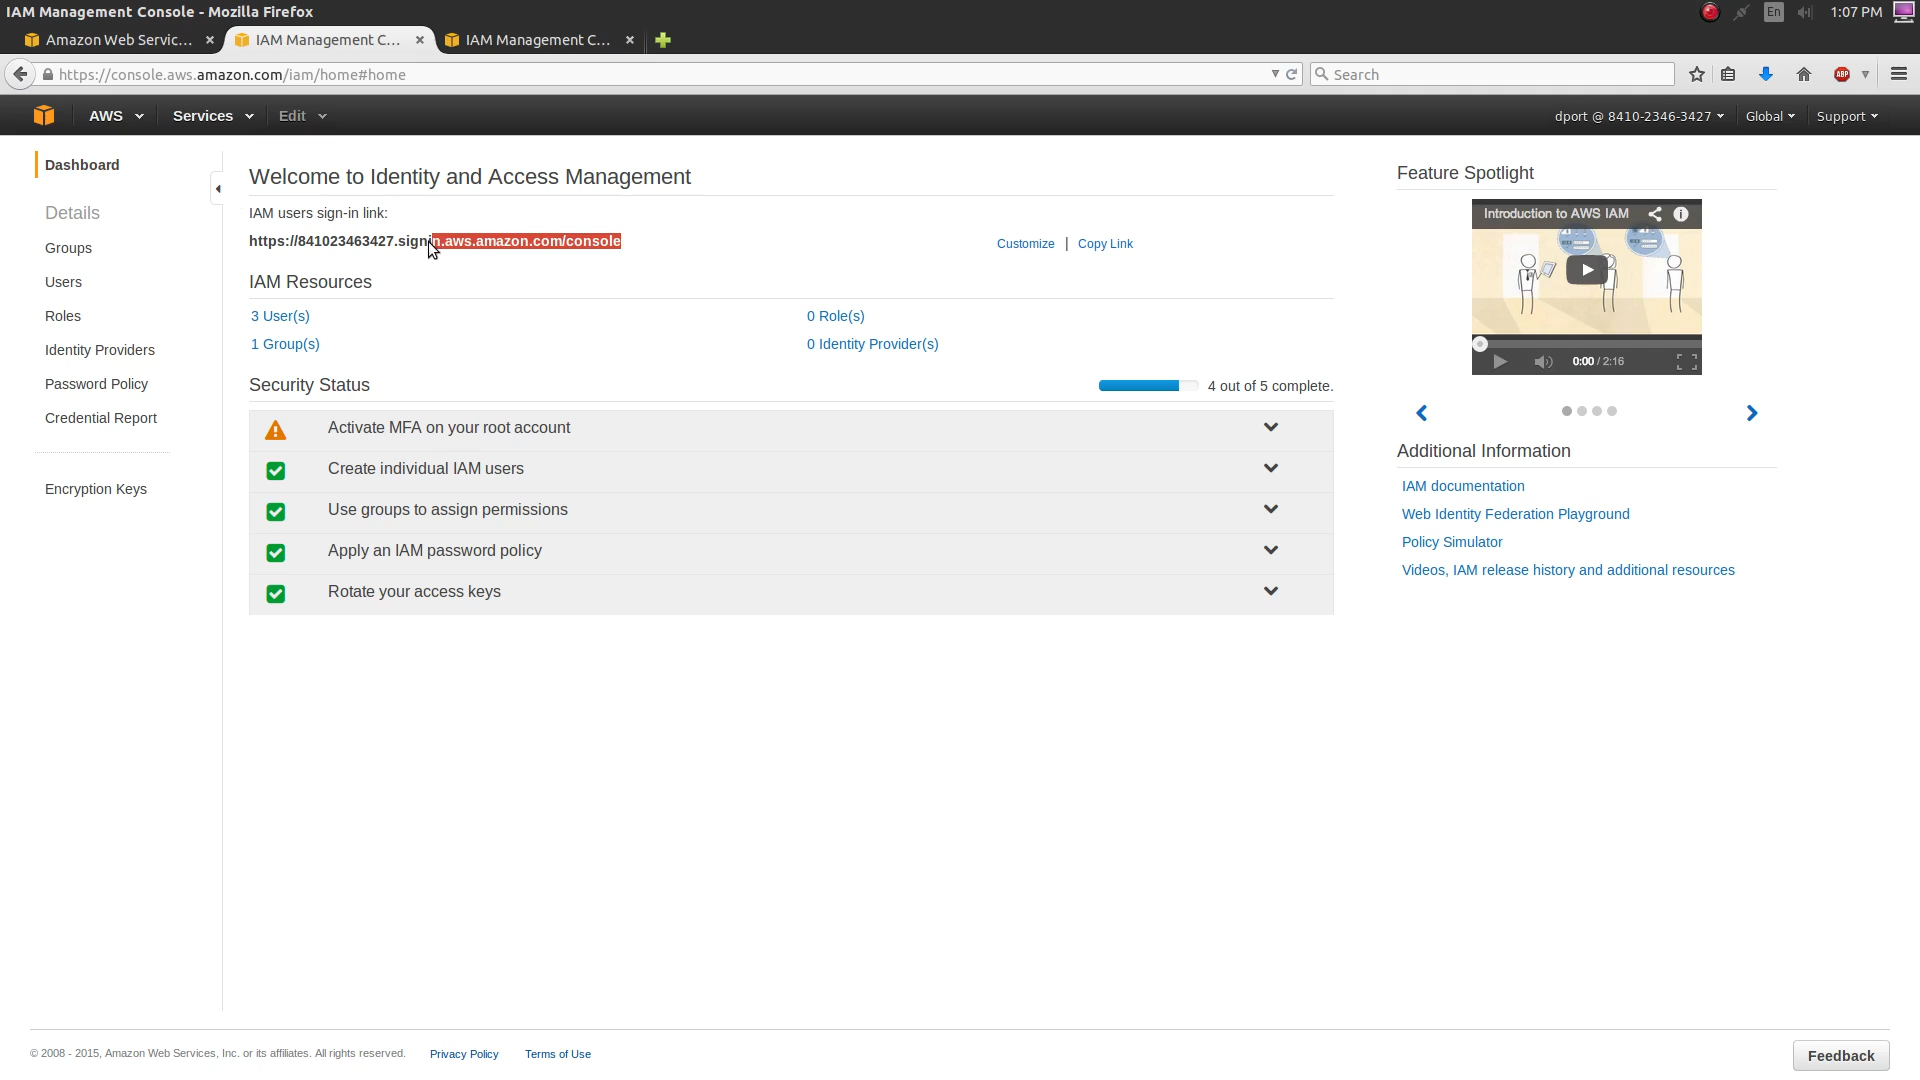 IAM Management Console - Mozilla Firefox
En
1:07 PM
Amazon Web Servic...
IAM Management C...
IAM Management C...
https://console.aws.amazon.com/iam/home#home
Search
ABP
AWS
Services
Edit
dport @ 8410-2346-3427
Global
Support
Dashboard
Details
Groups
Users
Roles
Identity Providers
Password Policy
Credential Report
Encryption Keys
Welcome to Identity and Access Management
IAM users sign-in link:
https://841023463427.signin.aws.amazon.com/console
Customize | Copy Link
IAM Resources
3 User(s)
0 Role(s)
1 Group(s)
0 Identity Provider(s)
Security Status
4 out of 5 complete.
Activate MFA on your root account
Create individual IAM users
Use groups to assign permissions
Apply an IAM password policy
Rotate your access keys
Feature Spotlight
Introduction to AWS IAM
0:00 / 2:16
Additional Information
IAM documentation
Web Identity Federation Playground
Policy Simulator
Videos, IAM release history and additional resources
© 2008 - 2015, Amazon Web Services, Inc. or its affiliates. All rights reserved.
Privacy Policy
Terms of Use
Feedback